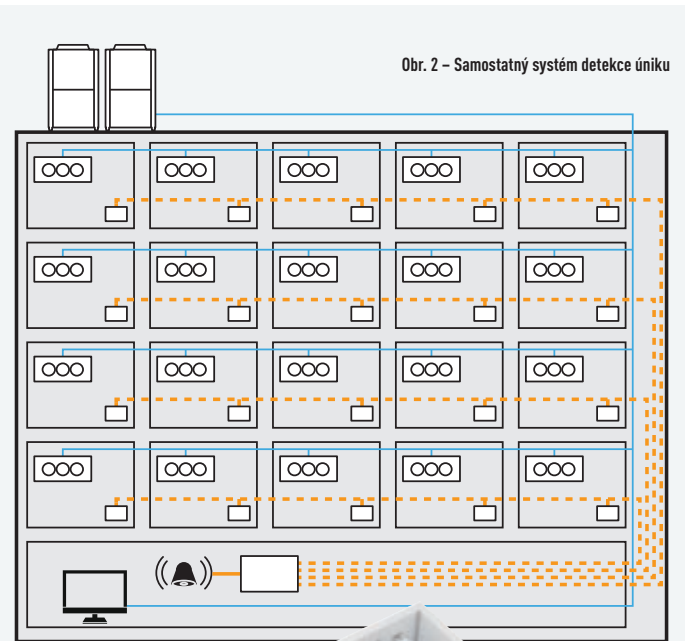 Obr. 2 – Samostatný systém detekce úniku